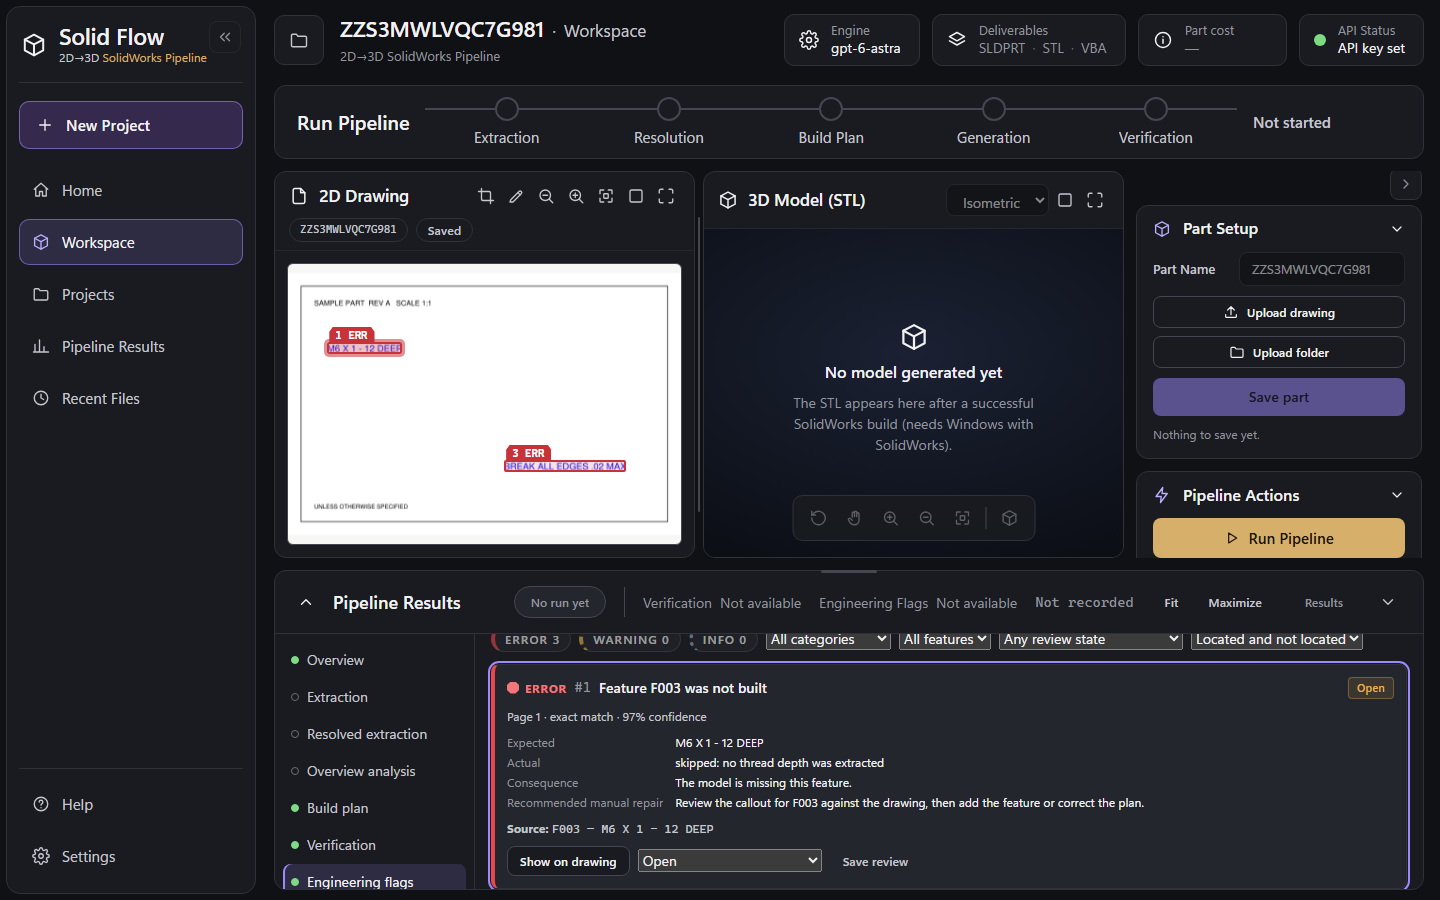 Solid Flow
2D→3D SolidWorks Pipeline
New Project
Home
Workspace
Projects
Pipeline Results
Recent Files
Help
Settings
ZZS3MWLVQC7G981 · Workspace
2D→3D SolidWorks Pipeline
Engine
gpt-6-astra
Deliverables
SLDPRT · STL · VBA
Part cost
—
API Status
API key set
Run Pipeline
Extraction
Resolution
Build Plan
Generation
Verification
Not started
2D Drawing
ZZS3MWLVQC7G981
Saved
SAMPLE PART REV A SCALE 1:1
1 ERR
M6 X 1 - 12 DEEP
3 ERR
BREAK ALL EDGES .02 MAX
UNLESS OTHERWISE SPECIFIED
3D Model (STL)
Isometric
No model generated yet
The STL appears here after a successful
SolidWorks build (needs Windows with
SolidWorks).
Part Setup
Part Name
ZZS3MWLVQC7G981
Upload drawing
Upload folder
Save part
Nothing to save yet.
Pipeline Actions
Run Pipeline
Pipeline Results
No run yet
Verification Not available
Engineering Flags Not available
Not recorded
Fit
Maximize
Results
Overview
Extraction
Resolved extraction
Overview analysis
Build plan
Verification
Engineering flags
ERROR 3
WARNING 0
INFO 0
All categories
All features
Any review state
Located and not located
ERROR #1 Feature F003 was not built
Open
Page 1 · exact match · 97% confidence
Expected M6 X 1 - 12 DEEP
Actual skipped: no thread depth was extracted
Consequence The model is missing this feature.
Recommended manual repair Review the callout for F003 against the drawing, then add the feature or correct the plan.
Source: F003 — M6 X 1 - 12 DEEP
Show on drawing
Open
Save review